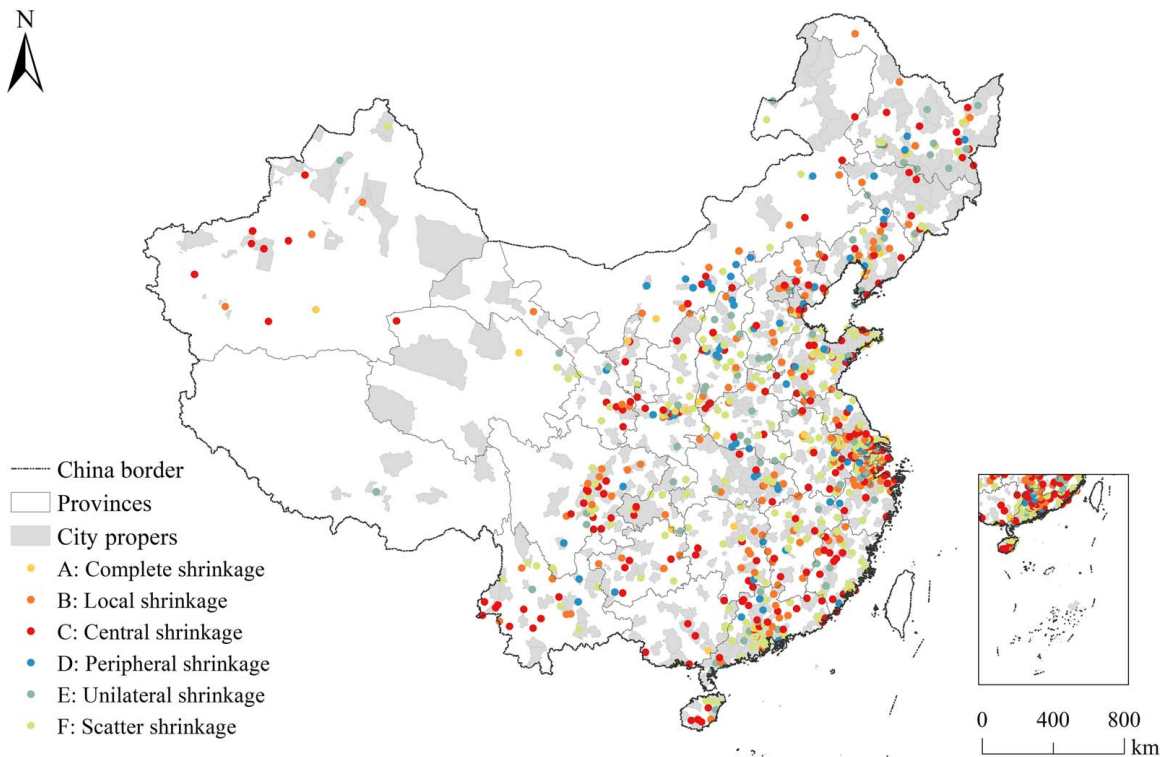 N
China border
Provinces
City propers
A: Complete shrinkage
B: Local shrinkage
C: Central shrinkage
D: Peripheral shrinkage
E: Unilateral shrinkage
F: Scatter shrinkage
0 400 800
km